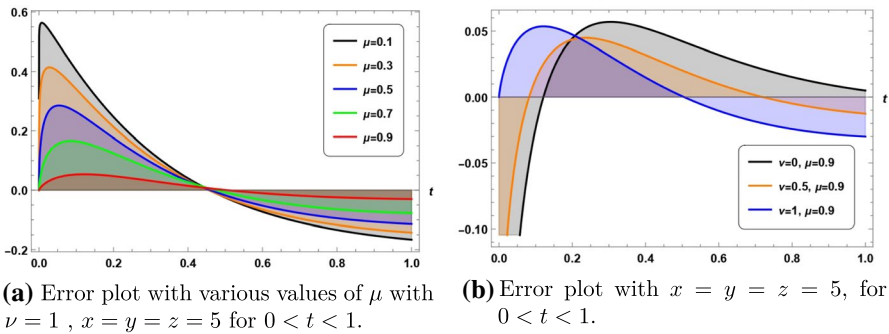 0.6
0.4
0.2
0.0
−0.2
0.0 0.2 0.4 0.6 0.8 1.0
t
μ=0.1
μ=0.3
μ=0.5
μ=0.7
μ=0.9
(a) Error plot with various values of μ with
ν = 1 , x = y = z = 5 for 0 < t < 1.
0.05
0.00
−0.05
−0.10
0.0 0.2 0.4 0.6 0.8 1.0
t
ν=0, μ=0.9
ν=0.5, μ=0.9
ν=1, μ=0.9
(b) Error plot with x = y = z = 5, for
0 < t < 1.